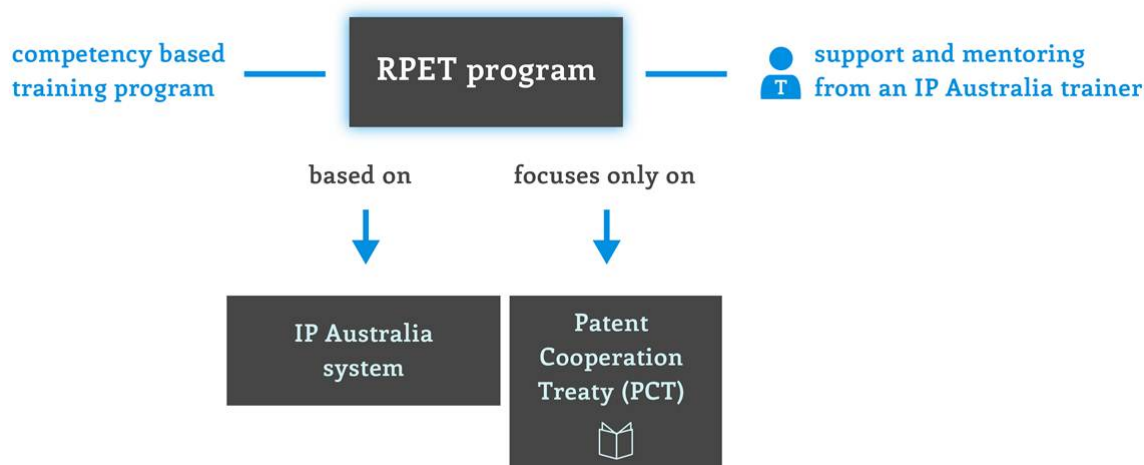 competency based
training program
RPET program
T
support and mentoring
from an IP Australia trainer
based on
focuses only on
IP Australia
system
Patent
Cooperation
Treaty (PCT)